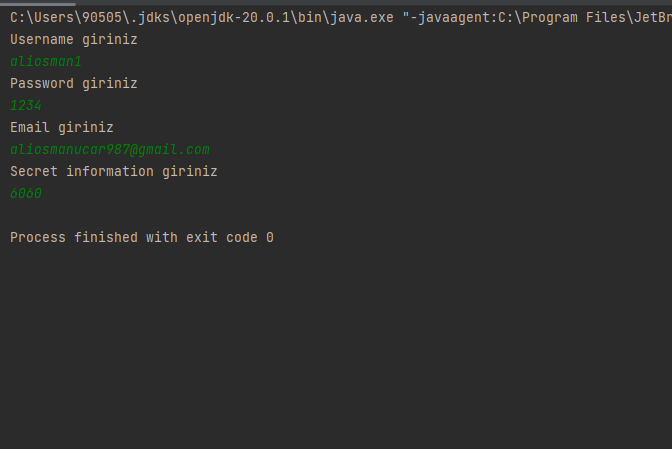 C:\Users\90505\.jdks\openjdk-20.0.1\bin\java.exe "-javaagent:C:\Program Files\JetBr
Username giriniz
aliosman1
Password giriniz
1234
Email giriniz
aliosmanucar987@gmail.com
Secret information giriniz
6060
Process finished with exit code 0